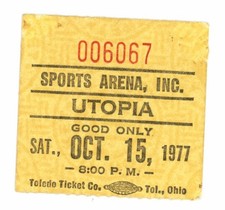 006067
SPORTS ARENA, INC.
UTOPIA
GOOD ONLY
SAT., OCT. 15, 1977
— 8:00 P.M. —
Toledo Ticket Co. Tol., Ohio